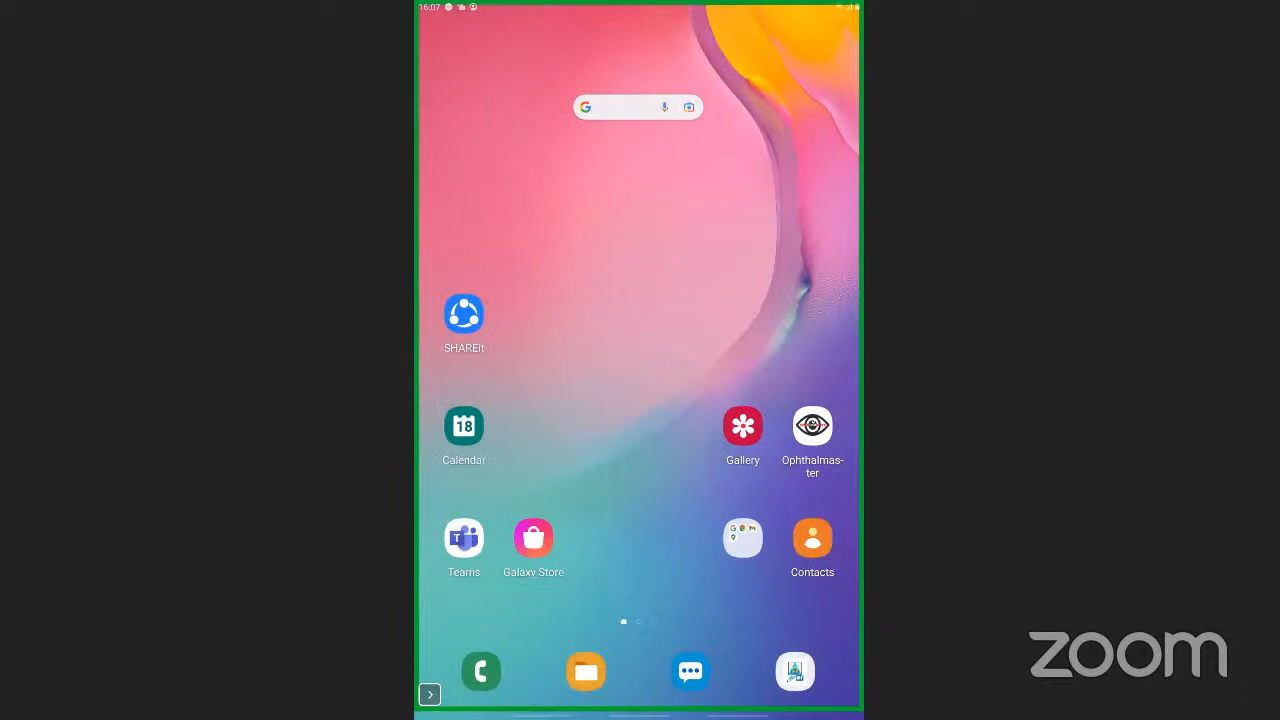 16:07
SHAREit
18
Calendar
Gallery
Ophthalmas-
ter
T
Teams
Galaxy Store
Contacts
zoom